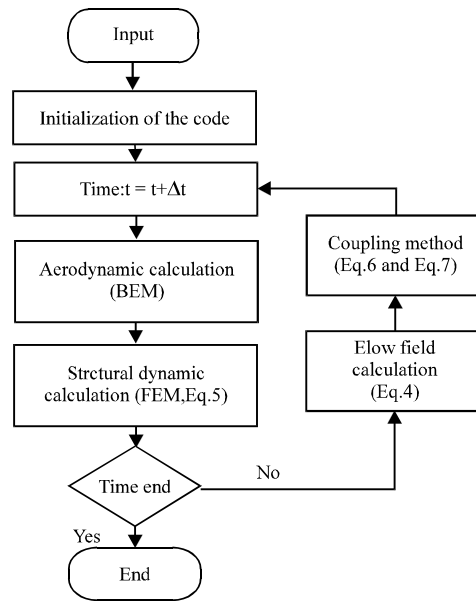 Input
Initialization of the code
Time:t = t+Δt
Aerodynamic calculation
(BEM)
Strctural dynamic
calculation (FEM,Eq.5)
Time end
No
Yes
End
Coupling method
(Eq.6 and Eq.7)
Elow field
calculation
(Eq.4)